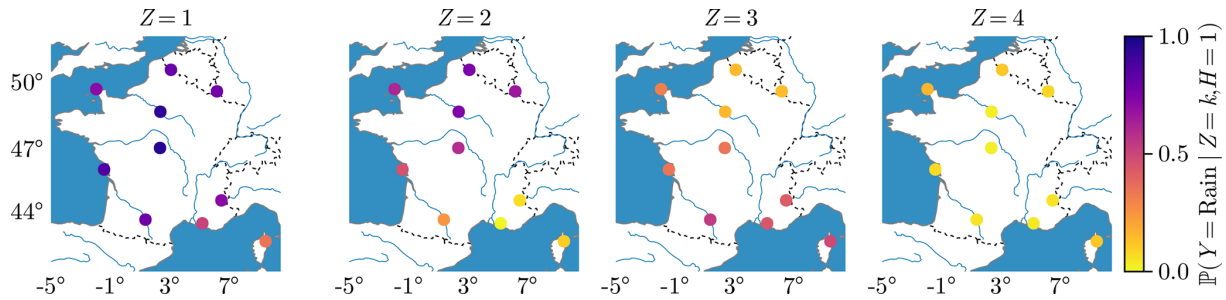 Z = 1
Z = 2
Z = 3
Z = 4
50°
47°
44°
-5° -1° 3° 7°
-5° -1° 3° 7°
-5° -1° 3° 7°
-5° -1° 3° 7°
1.0
0.5
0.0
ℙ(Y = Rain | Z = k, H = 1)